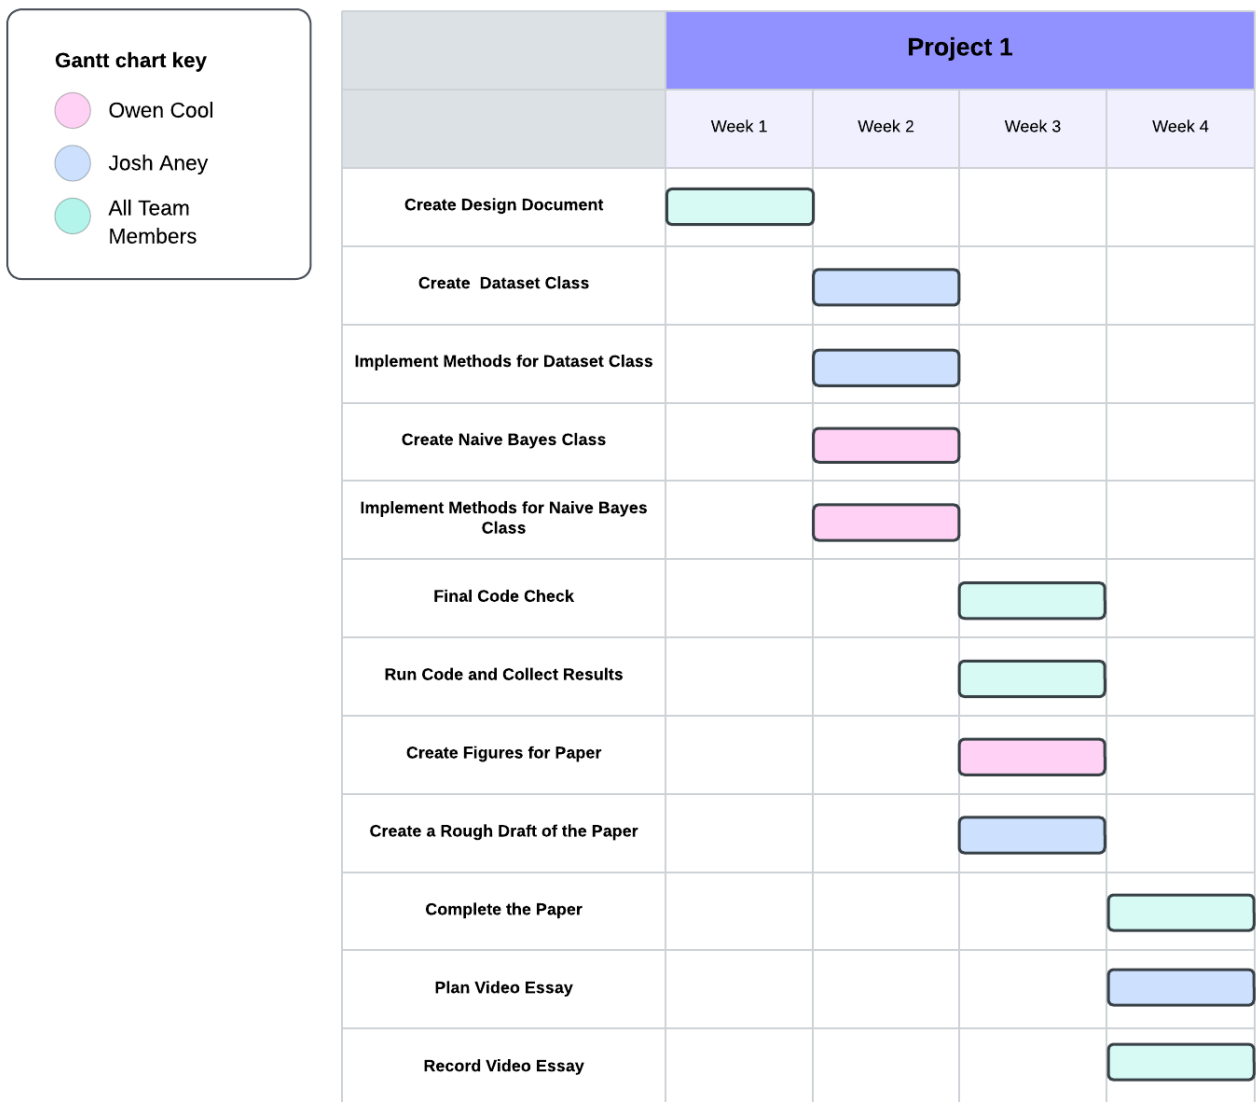 Gantt chart key
Owen Cool
Josh Aney
All Team
Members
Project 1
Week 1
Week 2
Week 3
Week 4
Create Design Document
Create  Dataset Class
Implement Methods for Dataset Class
Create Naive Bayes Class
Implement Methods for Naive Bayes
Class
Final Code Check
Run Code and Collect Results
Create Figures for Paper
Create a Rough Draft of the Paper
Complete the Paper
Plan Video Essay
Record Video Essay